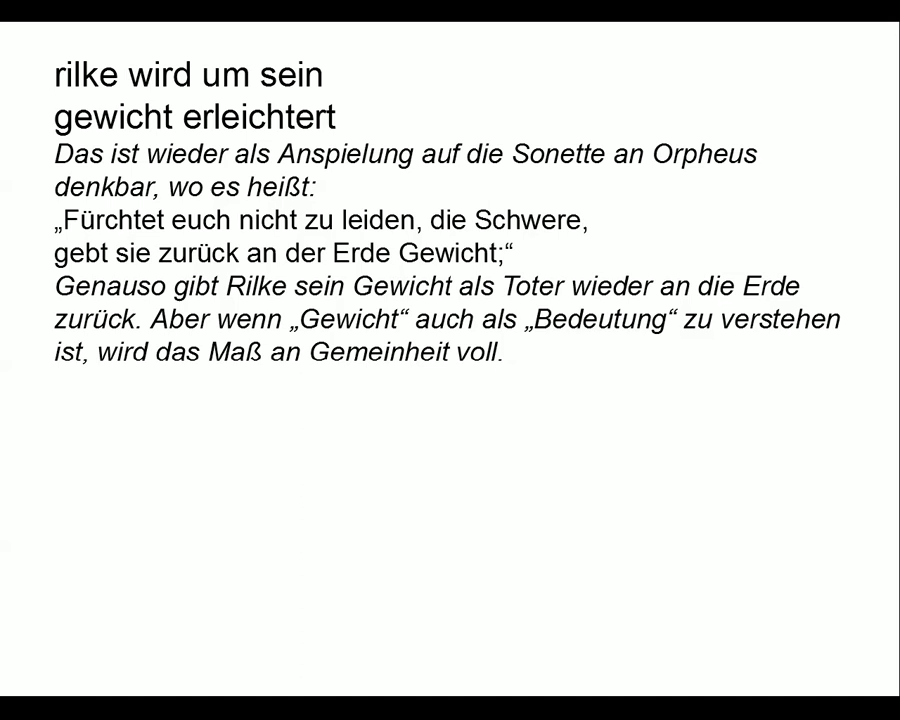 rilke wird um sein
gewicht erleichtert
Das ist wieder als Anspielung auf die Sonette an Orpheus
denkbar, wo es heißt:
„Fürchtet euch nicht zu leiden, die Schwere,
gebt sie zurück an der Erde Gewicht;“
Genauso gibt Rilke sein Gewicht als Toter wieder an die Erde
zurück. Aber wenn „Gewicht“ auch als „Bedeutung“ zu verstehen
ist, wird das Maß an Gemeinheit voll.